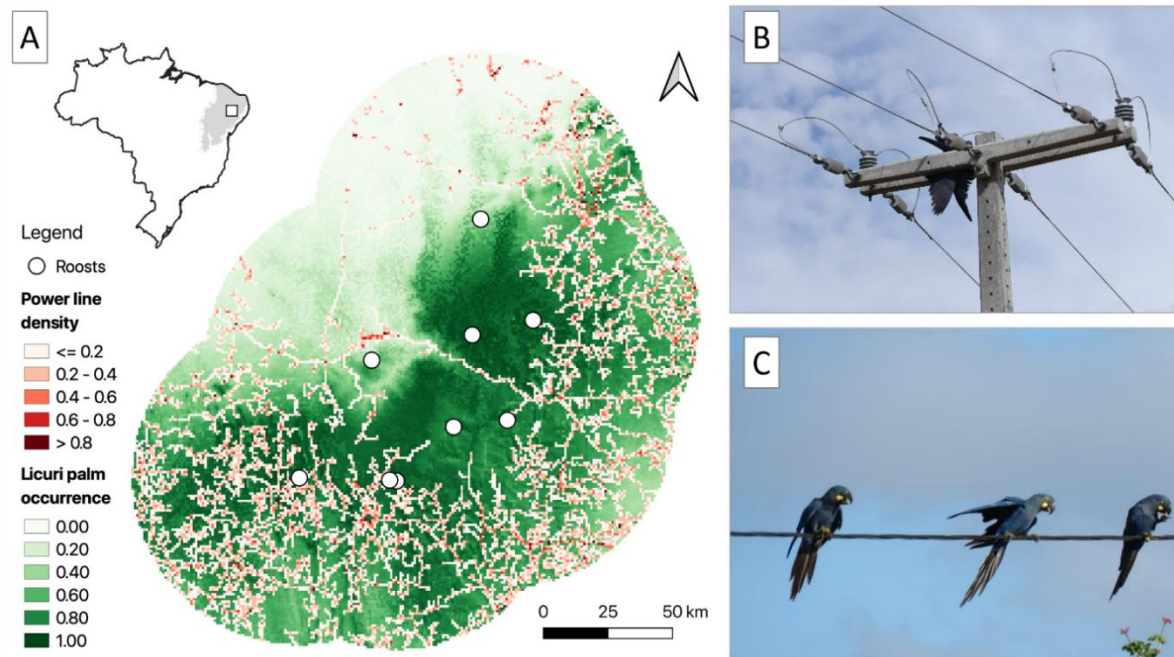 A
Legend
Roosts
Power line
density
<= 0.2
0.2 - 0.4
0.4 - 0.6
0.6 - 0.8
> 0.8
Licuri palm
occurrence
0.00
0.20
0.40
0.60
0.80
1.00
0 25 50 km
B
C